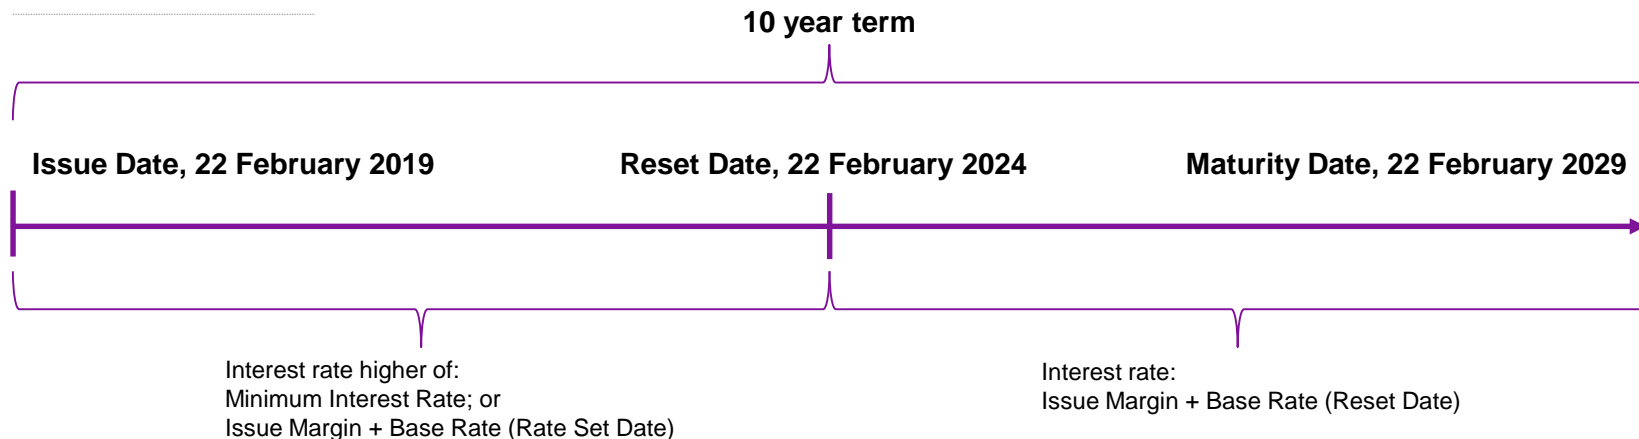 10 year term
Issue Date, 22 February 2019
Reset Date, 22 February 2024
Maturity Date, 22 February 2029
Interest rate higher of:
Minimum Interest Rate; or
Issue Margin + Base Rate (Rate Set Date)
Interest rate:
Issue Margin + Base Rate (Reset Date)